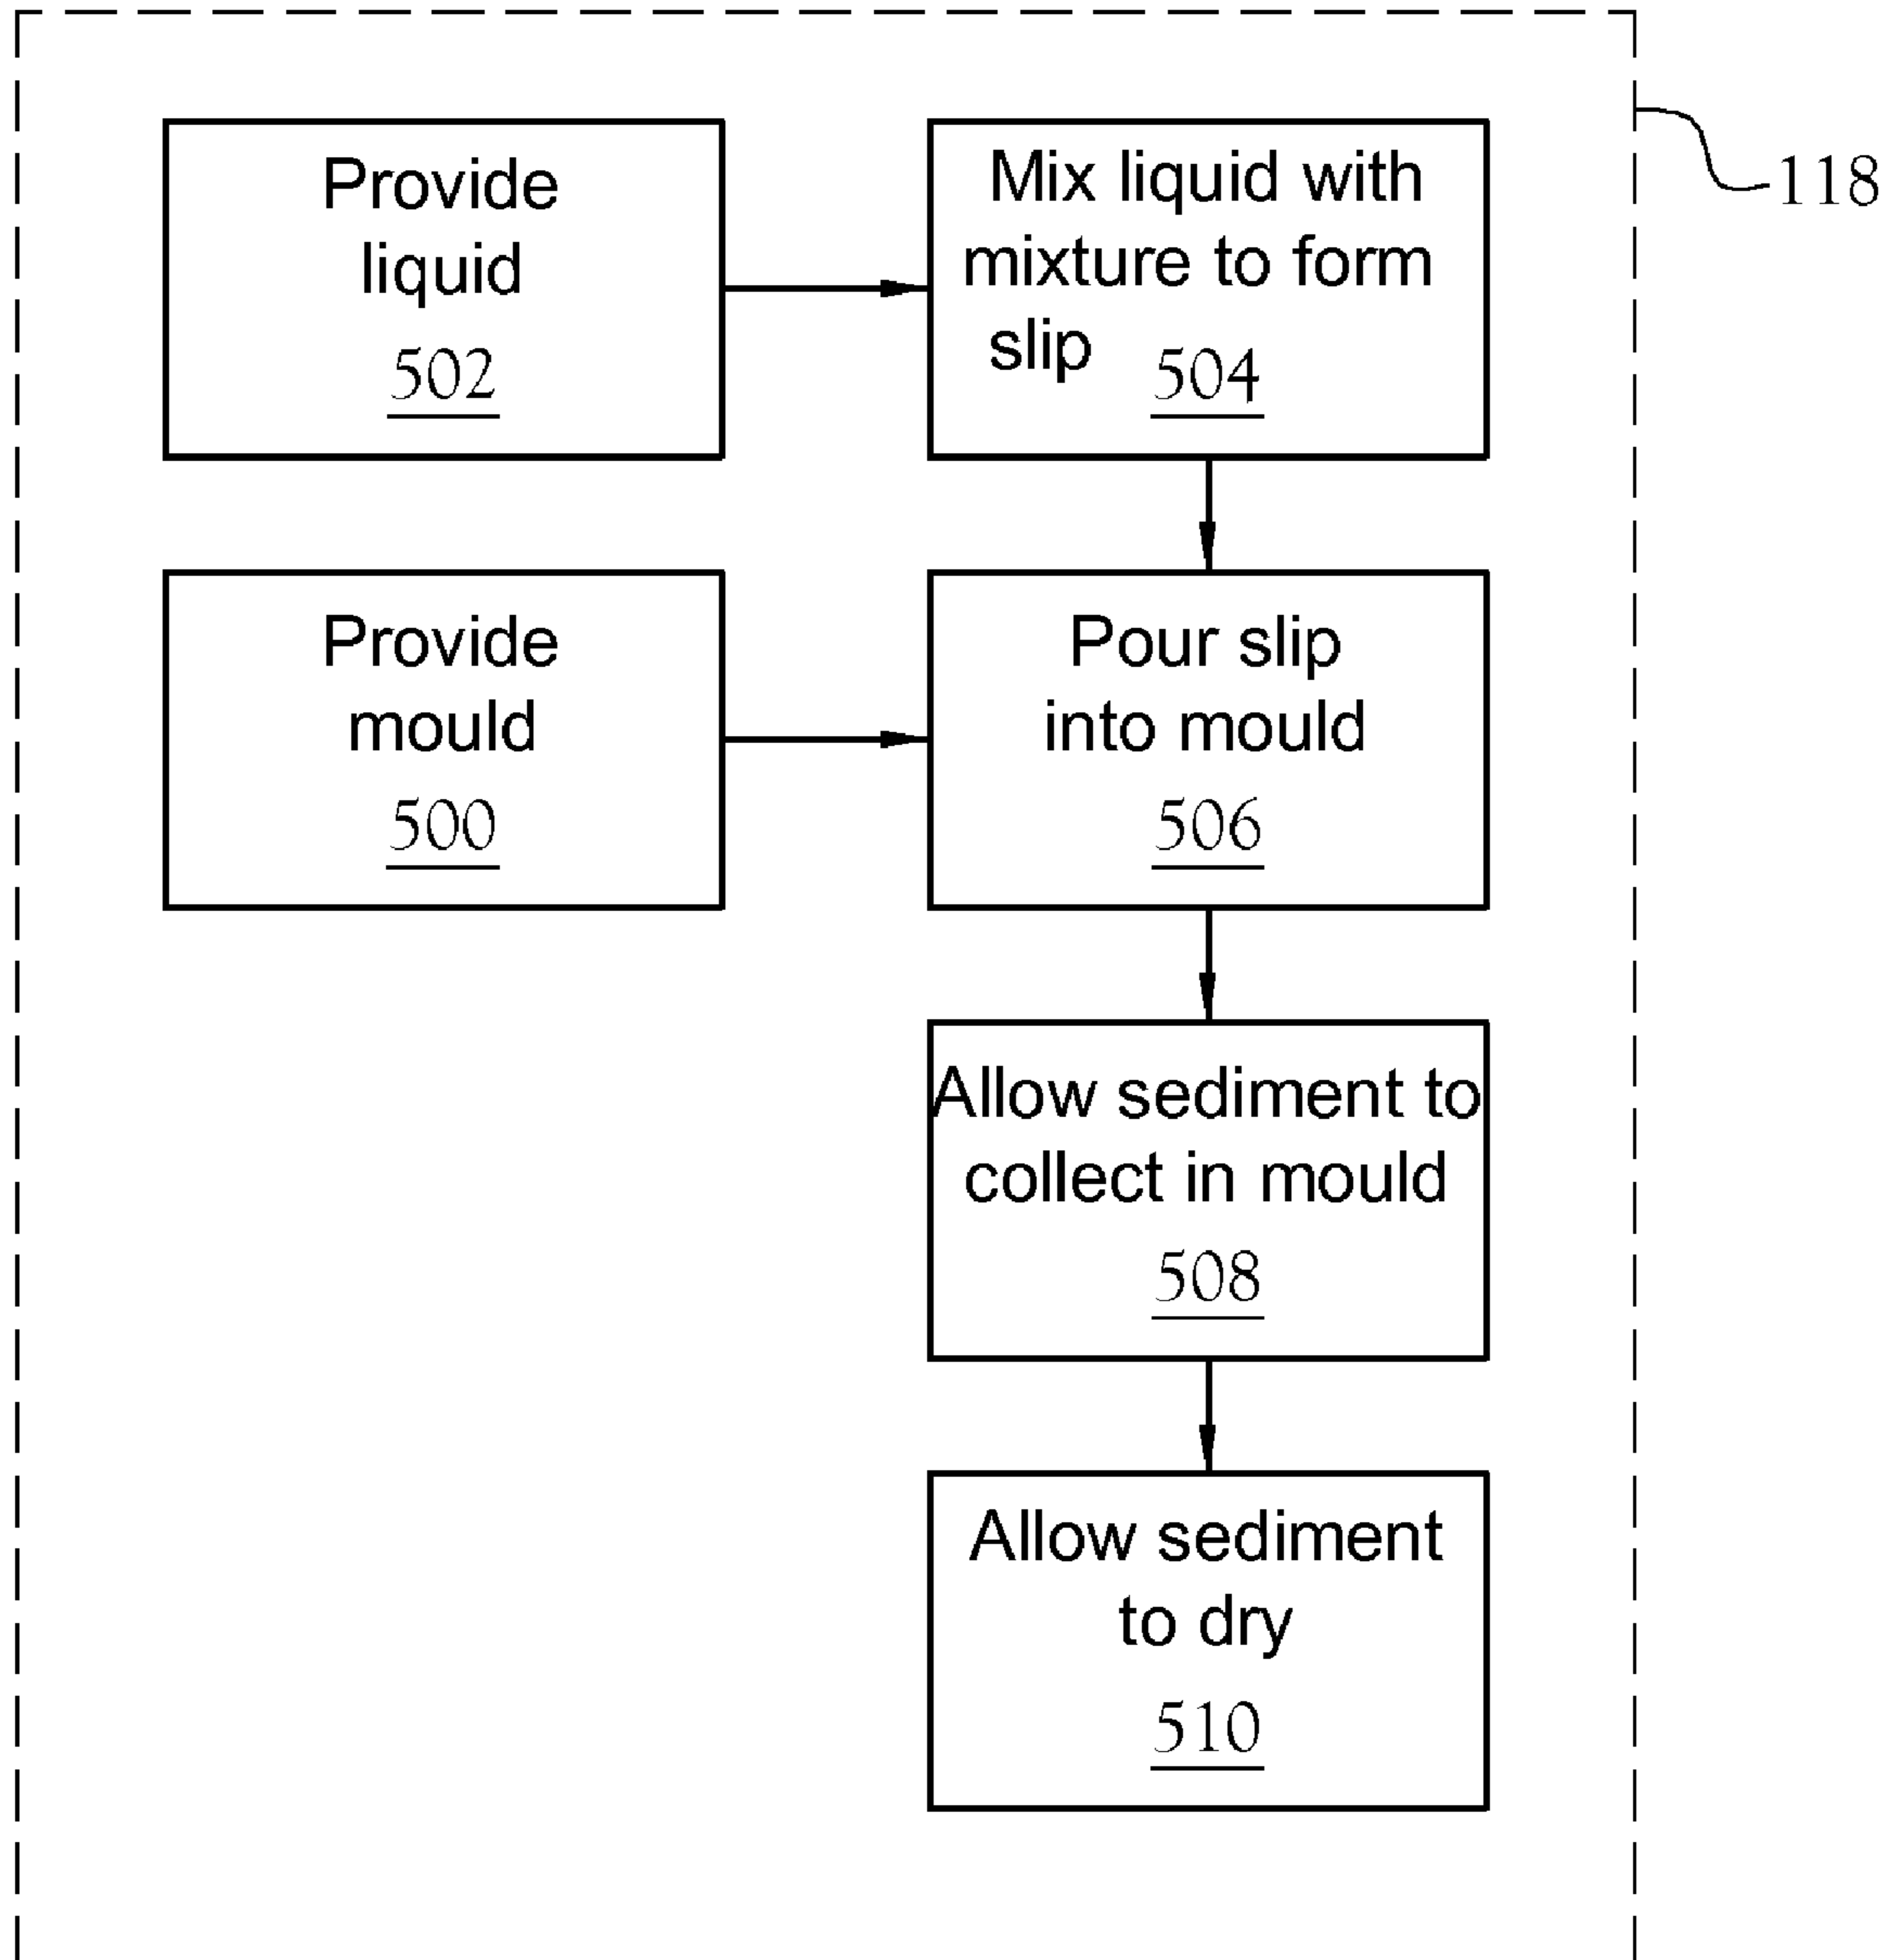 Provide
liquid
502
Mix liquid with
mixture to form
slip 504
118
Provide
mould
500
Pour slip
into mould
506
Allow sediment to
collect in mould
508
Allow sediment
to dry
510